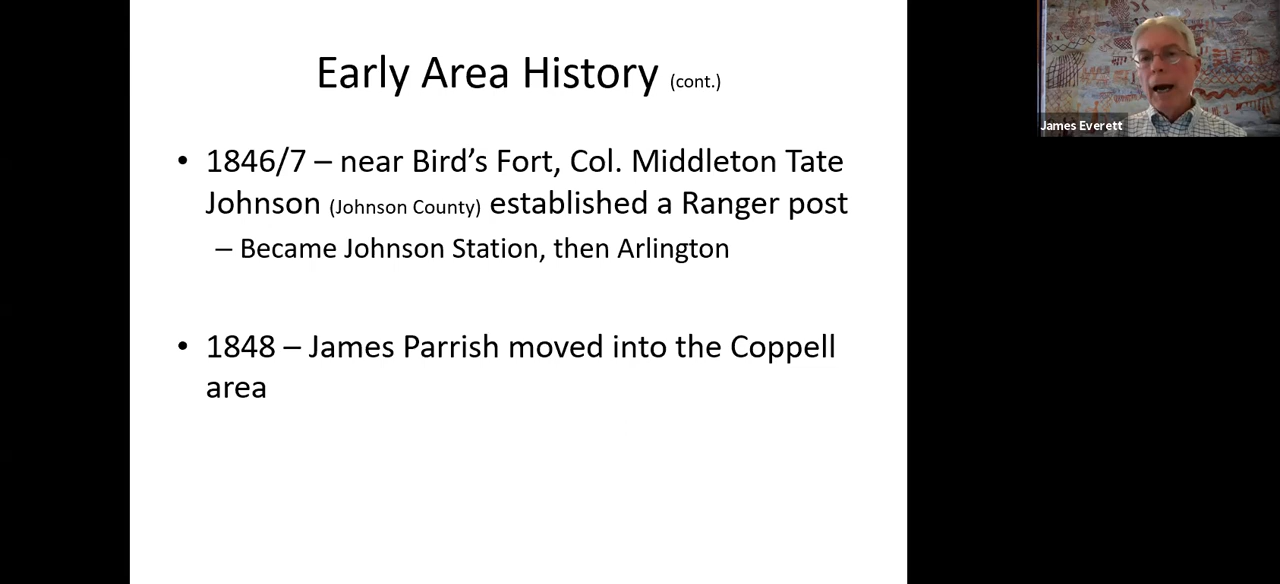 Early Area History (cont.)
• 1846/7 – near Bird’s Fort, Col. Middleton Tate
Johnson (Johnson County) established a Ranger post
– Became Johnson Station, then Arlington
• 1848 – James Parrish moved into the Coppell
area
James Everett